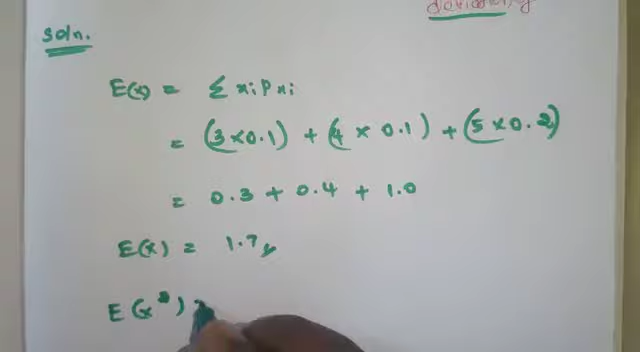 deviation
Soln.
E(x) = Σ xi P xi
= (3 × 0.1) + (4 × 0.1) + (5 × 0.2)
= 0.3 + 0.4 + 1.0
E(x) = 1.7
E(x²) =